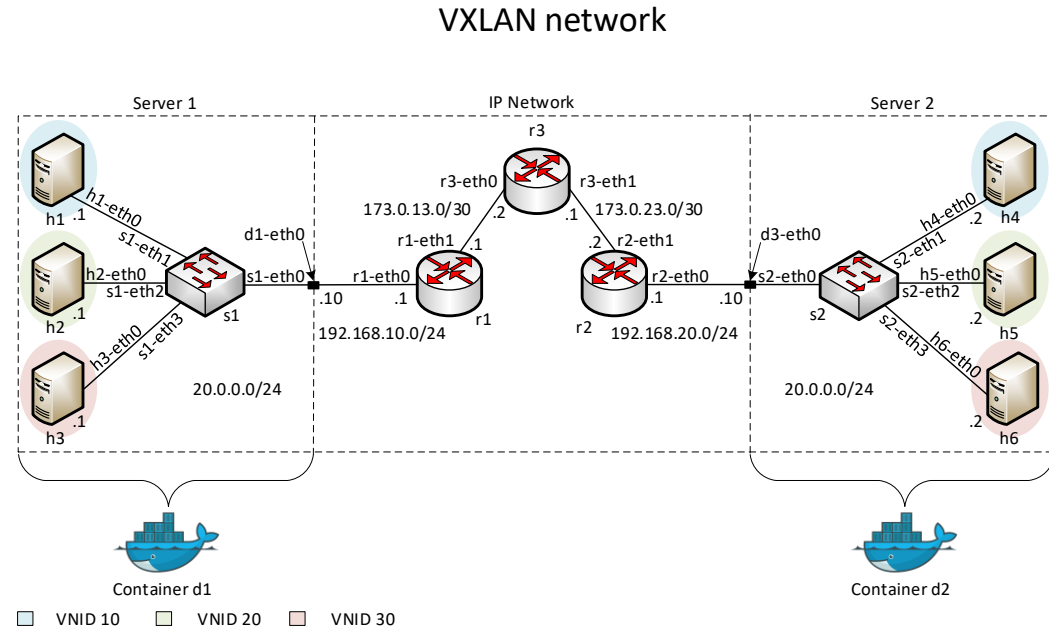 VXLAN network
Server 1
IP Network
Server 2
r3
r3-eth0
r3-eth1
.2
.1
173.0.13.0/30
173.0.23.0/30
h1
.1
h1-eth0
s1-eth1
h4-eth0
s2-eth1
.2
h4
d1-eth0
r1-eth1
.1
.2
r2-eth1
d3-eth0
h2-eth0
s1-eth2
s1-eth0
r1-eth0
r2-eth0
s2-eth0
h5-eth0
s2-eth2
h2
.1
s1
.10
.1
r1
r2
.1
.10
s2
.2
h5
192.168.10.0/24
192.168.20.0/24
h3-eth0
s1-eth3
h6-eth0
s2-eth3
20.0.0.0/24
20.0.0.0/24
h3
.1
.2
h6
Container d1
Container d2
VNID 10
VNID 20
VNID 30